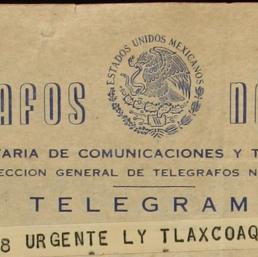 ESTADOS UNIDOS MEXICANOS
AFOS
TARIA DE COMUNICACIONES Y T
ECCION GENERAL DE TELEGRAFOS N
TELEGRAM
8 URGENTE LY TLAXCOAQ